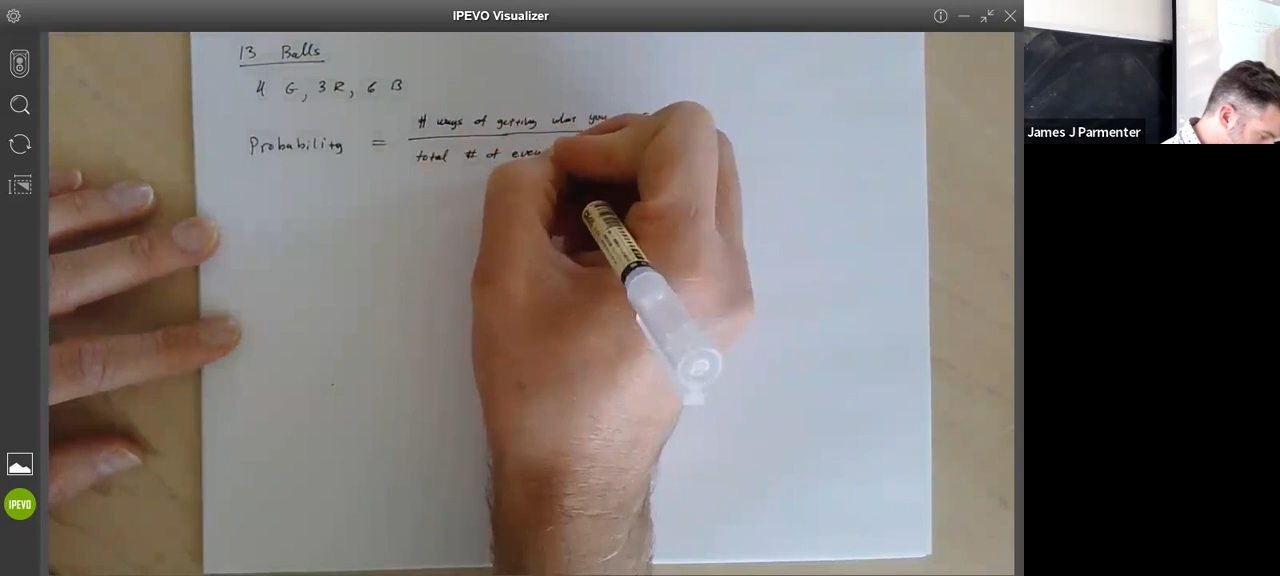 IPEVO Visualizer
13 Balls
4 G, 3 R, 6 B
# ways of getting what you
Probability =
total # of even
James J Parmenter
IPEVO